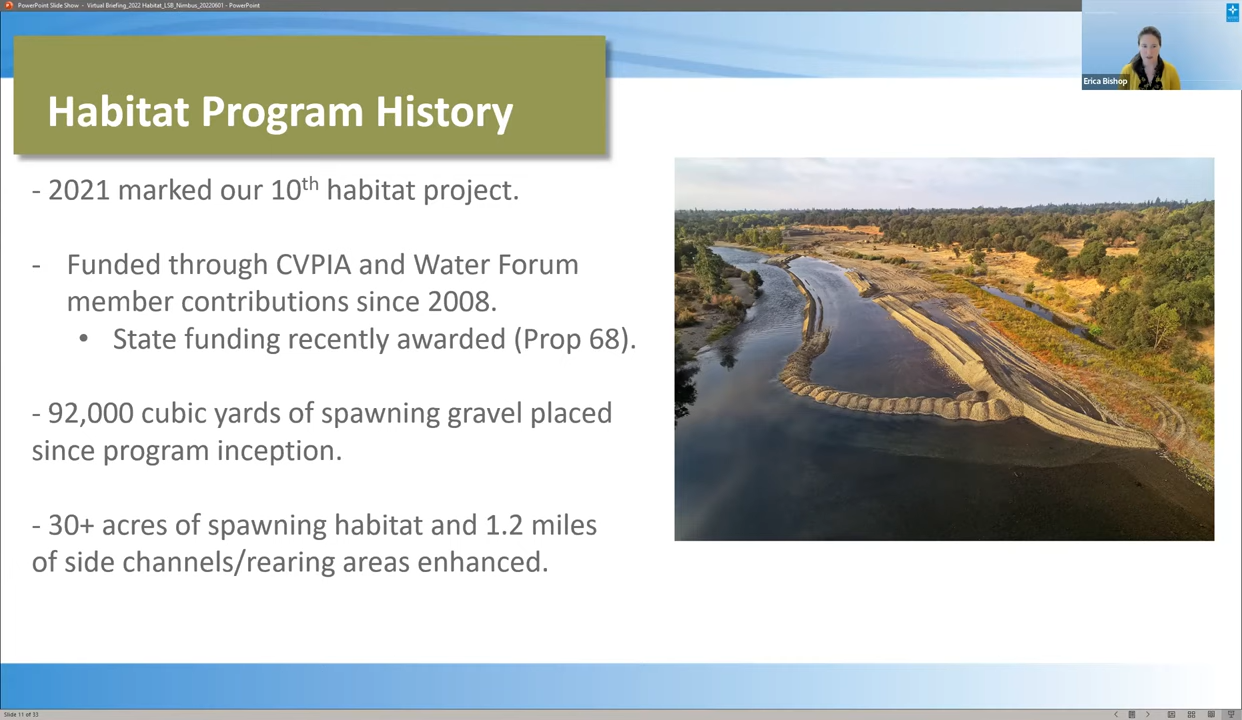 PowerPoint Slide Show - Virtual Briefing_2022 Habitat_LSB_Nimbus_20220601 - PowerPoint
Erica Bishop
Habitat Program History
- 2021 marked our 10th habitat project.
- Funded through CVPIA and Water Forum
member contributions since 2008.
• State funding recently awarded (Prop 68).
- 92,000 cubic yards of spawning gravel placed
since program inception.
- 30+ acres of spawning habitat and 1.2 miles
of side channels/rearing areas enhanced.
Slide 11 of 33